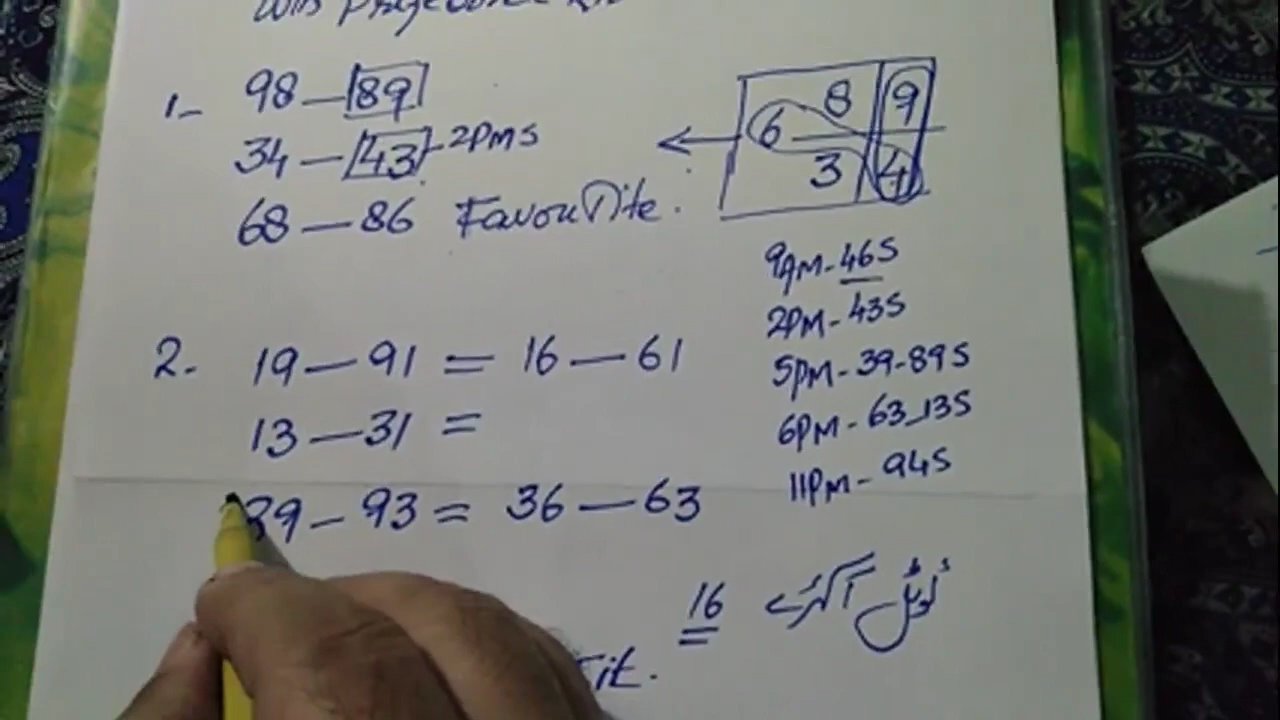 1- 98 - 89
34 - 43 - 2PMS
68 - 86 Favourite.
8 9
6
3 4
9AM - 46S
2PM - 43S
5PM - 39-89S
6PM - 63-13S
11PM - 94S
2- 19 - 91 = 16 - 61
13 - 31 =
39 - 93 = 36 - 63
16